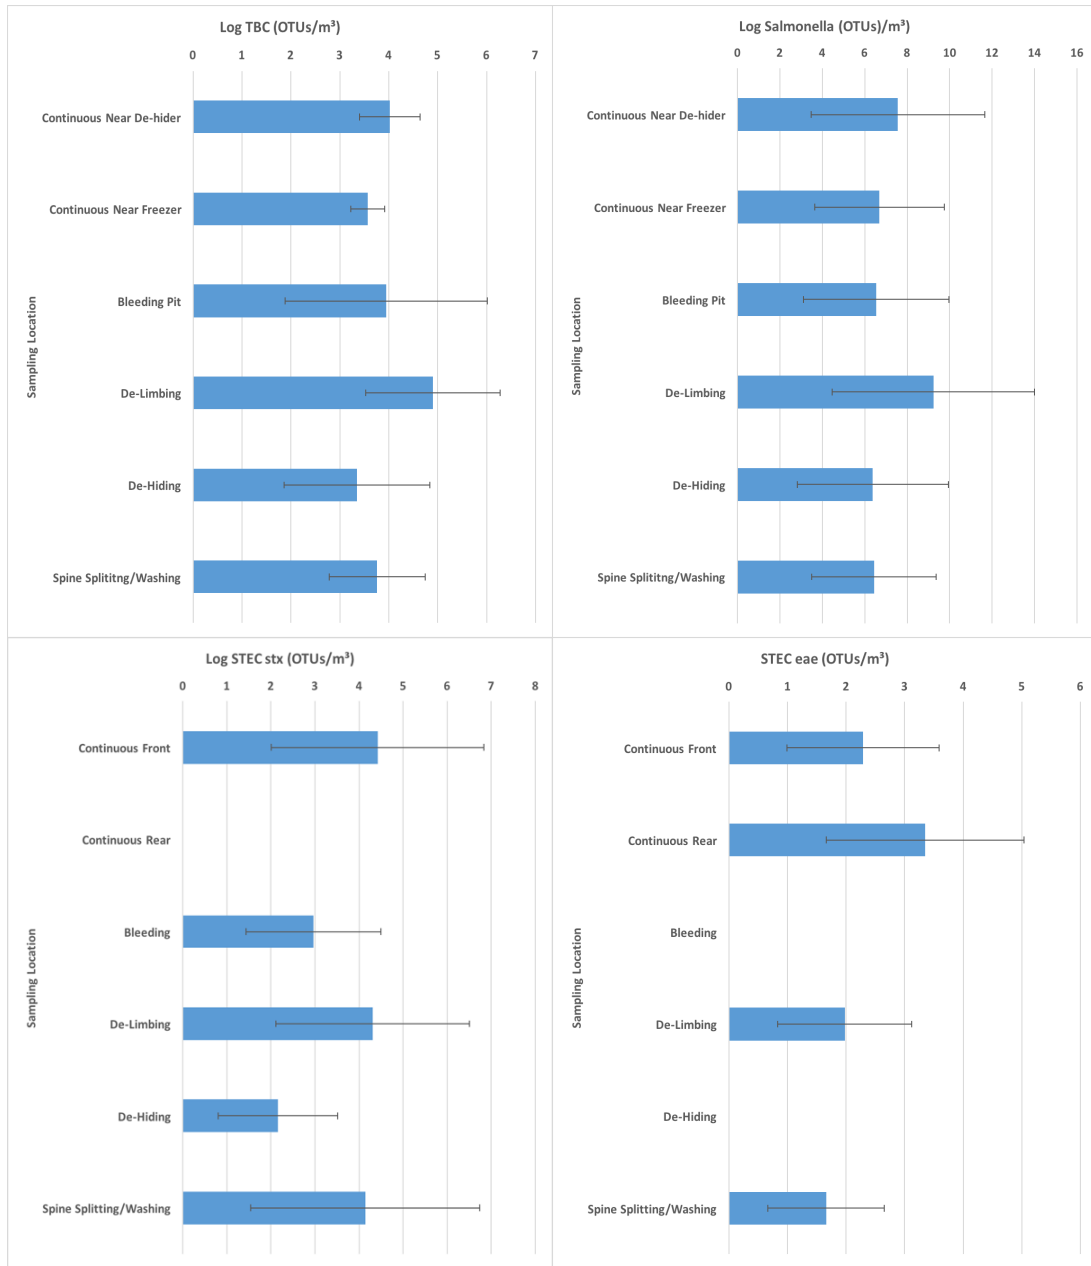 Log TBC (OTUs/m³)
0 1 2 3 4 5 6 7
Continuous Near De-hider
Continuous Near Freezer
Bleeding Pit
De-Limbing
De-Hiding
Spine Splititng/Washing
Sampling Location
Log Salmonella (OTUs)/m³)
0 2 4 6 8 10 12 14 16
Continuous Near De-hider
Continuous Near Freezer
Bleeding Pit
De-Limbing
De-Hiding
Spine Splititng/Washing
Sampling Location
Log STEC stx (OTUs/m³)
0 1 2 3 4 5 6 7 8
Continuous Front
Continuous Rear
Bleeding
De-Limbing
De-Hiding
Spine Splitting/Washing
Sampling Location
STEC eae (OTUs/m³)
0 1 2 3 4 5 6
Continuous Front
Continuous Rear
Bleeding
De-Limbing
De-Hiding
Spine Splitting/Washing
Sampling Location